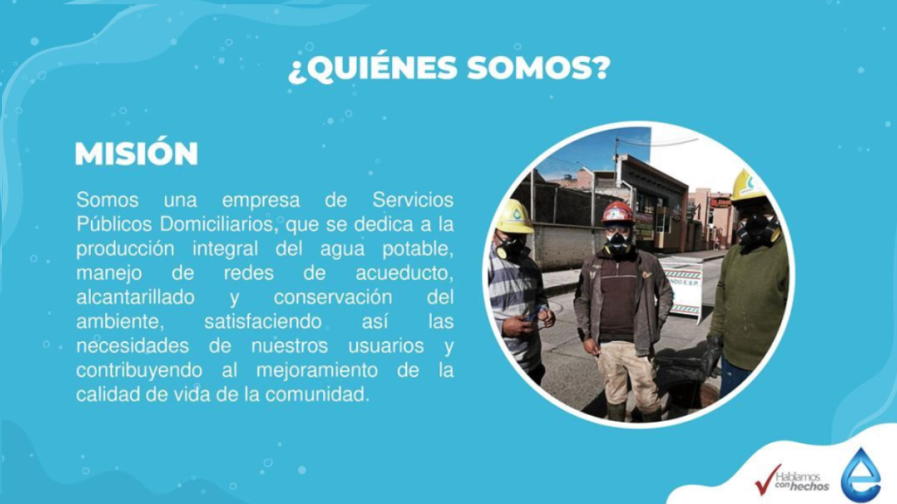 ¿QUIÉNES SOMOS?
MISIÓN
Somos una empresa de Servicios
Públicos Domiciliarios, que se dedica a la
producción integral del agua potable,
manejo de redes de acueducto,
alcantarillado y conservación del
ambiente, satisfaciendo así las
necesidades de nuestros usuarios y
contribuyendo al mejoramiento de la
calidad de vida de la comunidad.
E.S.P.
Hablamos
con hechos